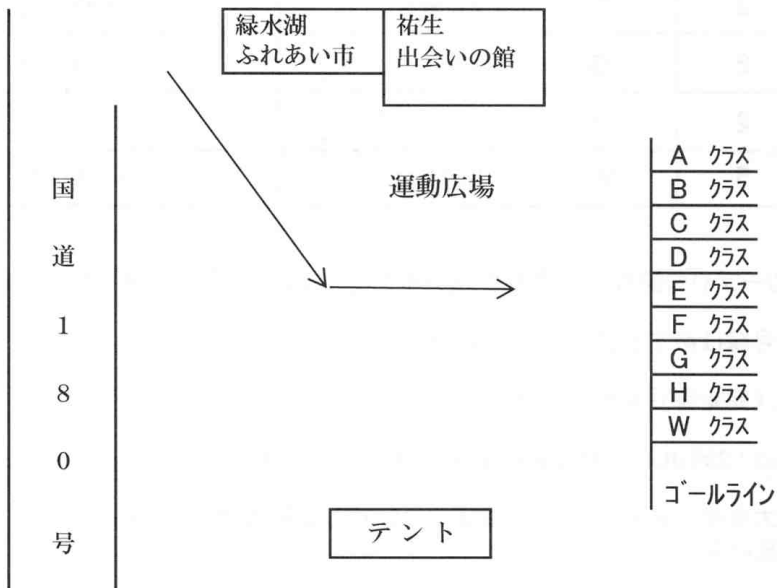 緑水湖
ふれあい市
祐生
出会いの館
運動広場
国道180号
A クラス
B クラス
C クラス
D クラス
E クラス
F クラス
G クラス
H クラス
W クラス
ゴールライン
テント